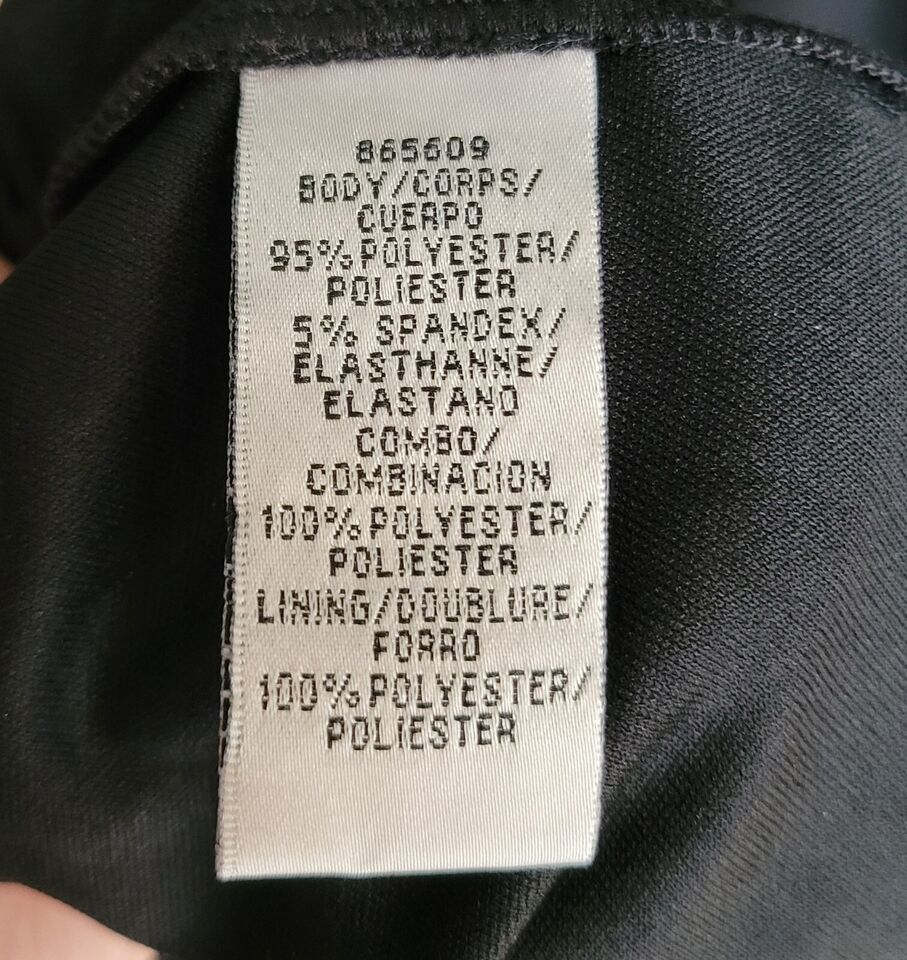 865609
BODY/CORPS/
CUERPO
95% POLYESTER/
POLIESTER
5% SPANDEX/
ELASTHANNE/
ELASTANO
COMBO/
COMBINACION
100% POLYESTER/
POLIESTER
LINING/DOUBLURE/
FORRO
100% POLYESTER/
POLIESTER